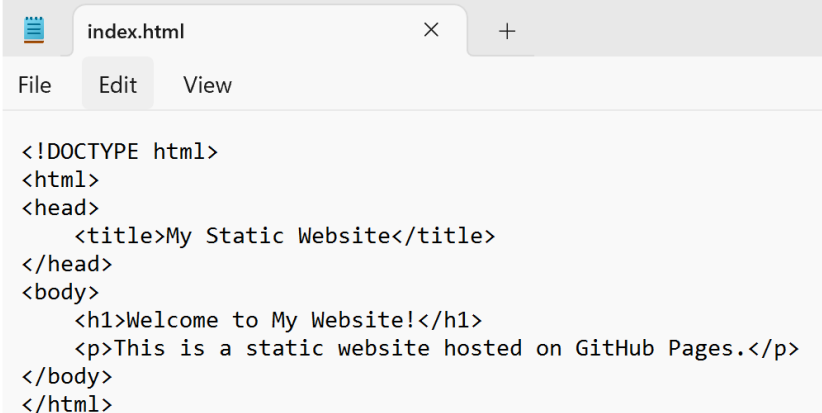 index.html
File Edit View
<!DOCTYPE html>
<html>
<head>
    <title>My Static Website</title>
</head>
<body>
    <h1>Welcome to My Website!</h1>
    <p>This is a static website hosted on GitHub Pages.</p>
</body>
</html>